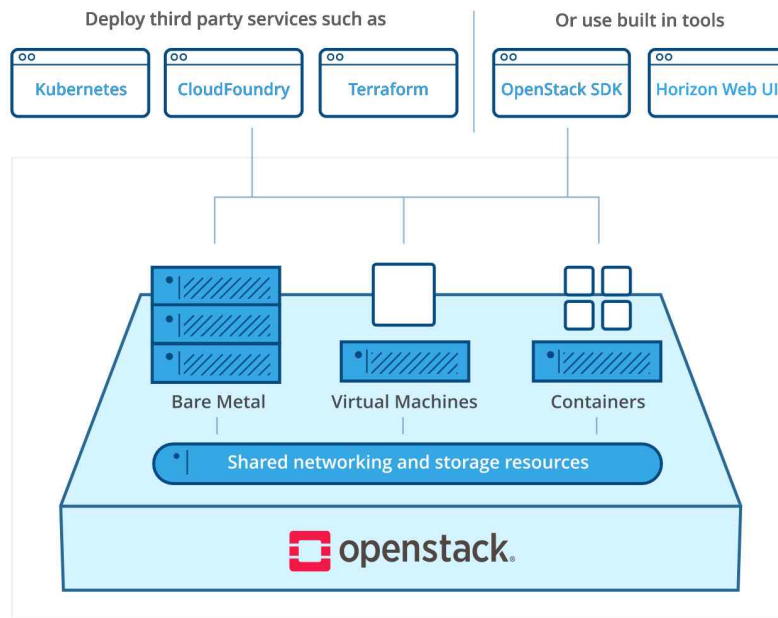 Deploy third party services such as
Or use built in tools
Kubernetes
CloudFoundry
Terraform
OpenStack SDK
Horizon Web UI
Bare Metal
Virtual Machines
Containers
Shared networking and storage resources
openstack®